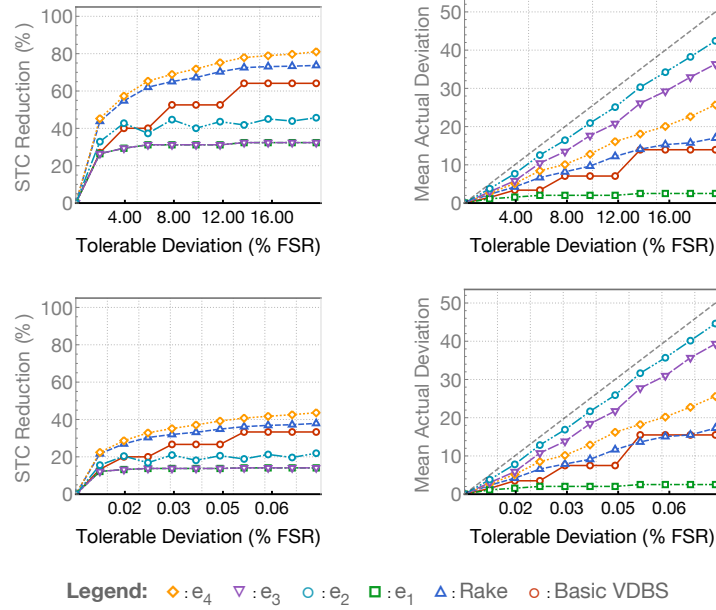 STC Reduction (%)
100
80
60
40
20
0
4.00 8.00 12.00 16.00
Tolerable Deviation (% FSR)
Mean Actual Deviation
50
40
30
20
10
0
4.00 8.00 12.00 16.00
Tolerable Deviation (% FSR)
STC Reduction (%)
100
80
60
40
20
0
0.02 0.03 0.05 0.06
Tolerable Deviation (% FSR)
Mean Actual Deviation
50
40
30
20
10
0
0.02 0.03 0.05 0.06
Tolerable Deviation (% FSR)
Legend: : e4 : e3 : e2 : e1 : Rake : Basic VDBS